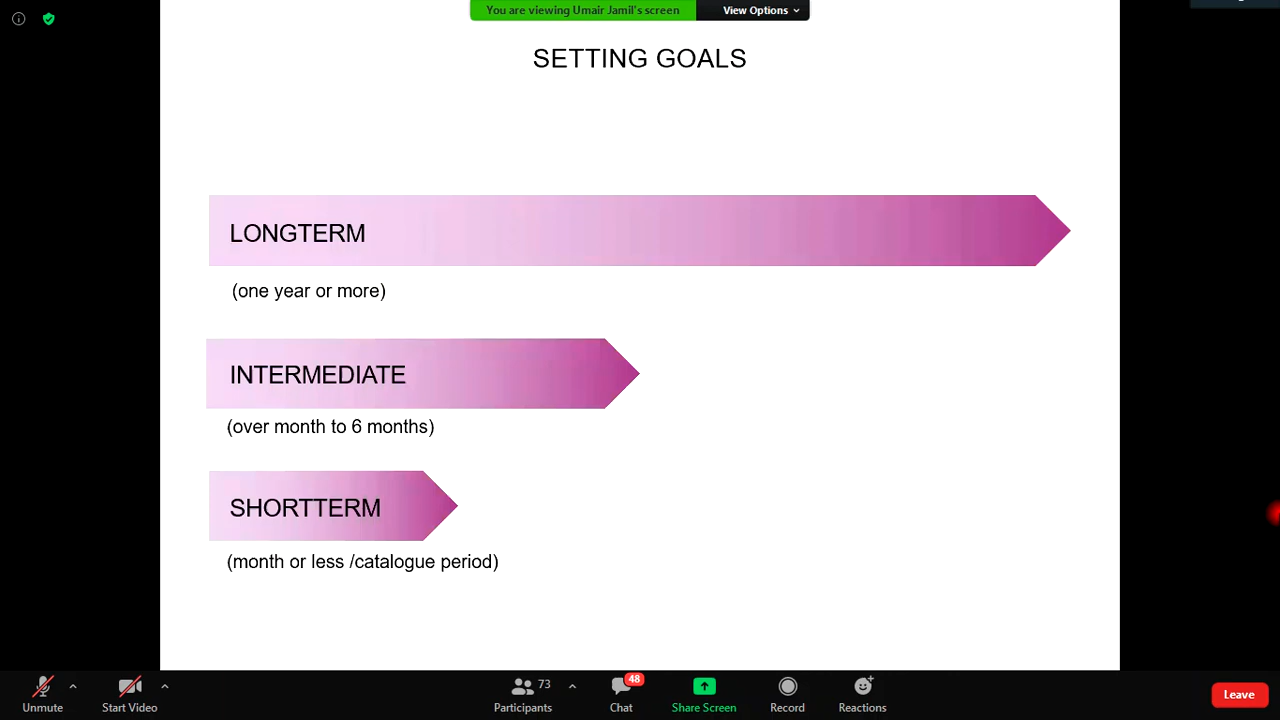 You are viewing Umair Jamil's screen
View Options
SETTING GOALS
LONGTERM
(one year or more)
INTERMEDIATE
(over month to 6 months)
SHORTTERM
(month or less /catalogue period)
Unmute
Start Video
73
Participants
48
Chat
Share Screen
Record
Reactions
Leave